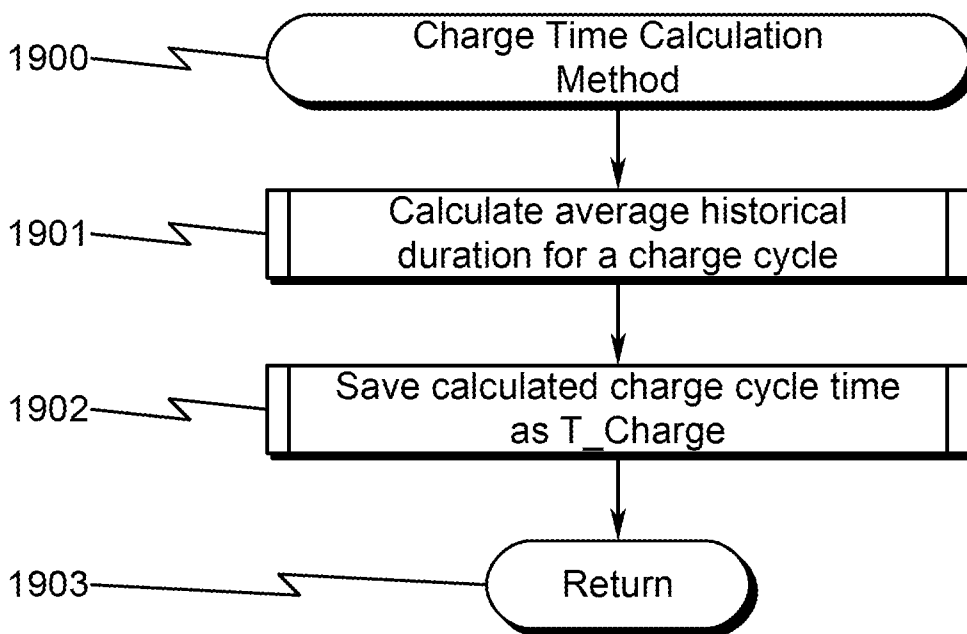 1900
Charge Time Calculation
Method
1901
Calculate average historical
duration for a charge cycle
1902
Save calculated charge cycle time
as T_Charge
1903
Return